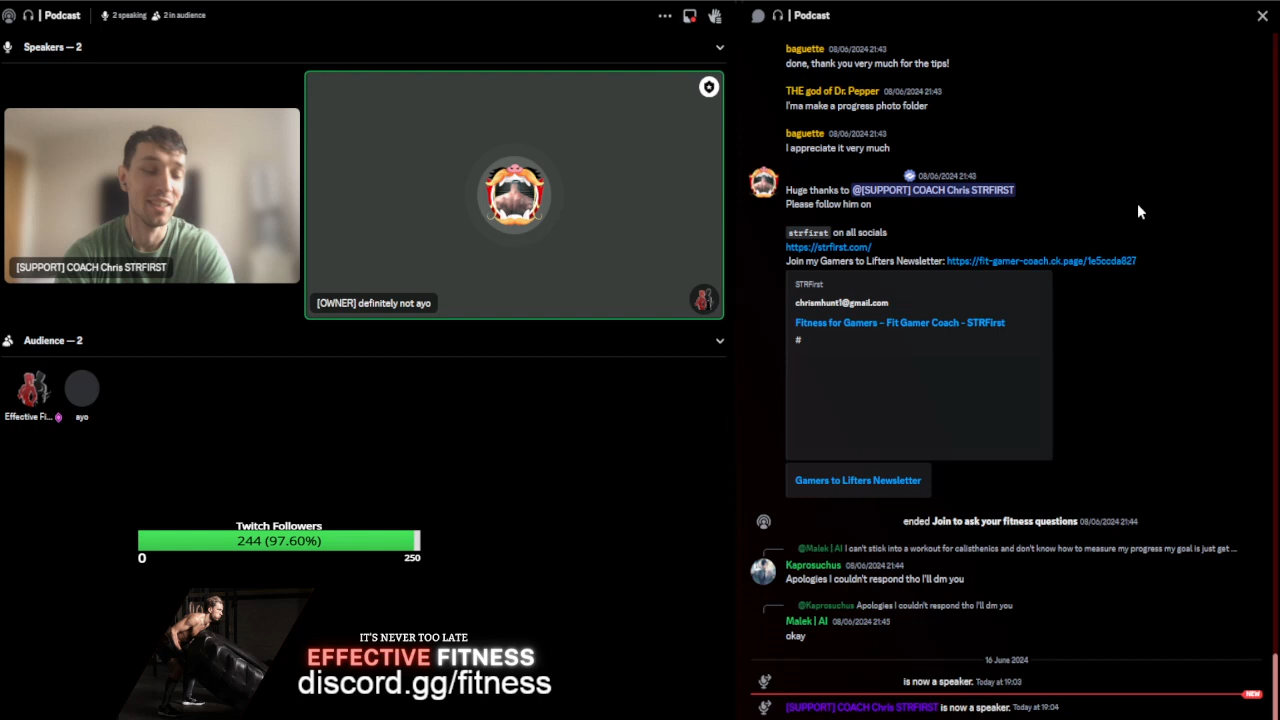 Podcast
2 speaking
2 in audience
Speakers — 2
[SUPPORT] COACH Chris STRFIRST
[OWNER] definitely not ayo
Audience — 2
Effective Fi...
ayo
Twitch Followers
244 (97.60%)
0
250
IT'S NEVER TOO LATE
EFFECTIVE FITNESS
discord.gg/fitness
Podcast
baguette 08/06/2024 21:43
done, thank you very much for the tips!
THE god of Dr. Pepper 08/06/2024 21:43
I'ma make a progress photo folder
baguette 08/06/2024 21:43
I appreciate it very much
08/06/2024 21:43
Huge thanks to @[SUPPORT] COACH Chris STRFIRST
Please follow him on
strfirst on all socials
https://strfirst.com/
Join my Gamers to Lifters Newsletter: https://fit-gamer-coach.ck.page/1e5ccda827
STRFirst
chrismhunt1@gmail.com
Fitness for Gamers – Fit Gamer Coach - STRFirst
#
Gamers to Lifters Newsletter
ended Join to ask your fitness questions 08/06/2024 21:44
@Malek | AI I can't stick into a workout for calisthenics and don't know how to measure my progress my goal is just get ...
Kaprosuchus 08/06/2024 21:44
Apologies I couldn't respond tho I'll dm you
@Kaprosuchus Apologies I couldn't respond tho I'll dm you
Malek | AI 08/06/2024 21:45
okay
16 June 2024
is now a speaker. Today at 19:03
NEW
[SUPPORT] COACH Chris STRFIRST is now a speaker. Today at 19:04